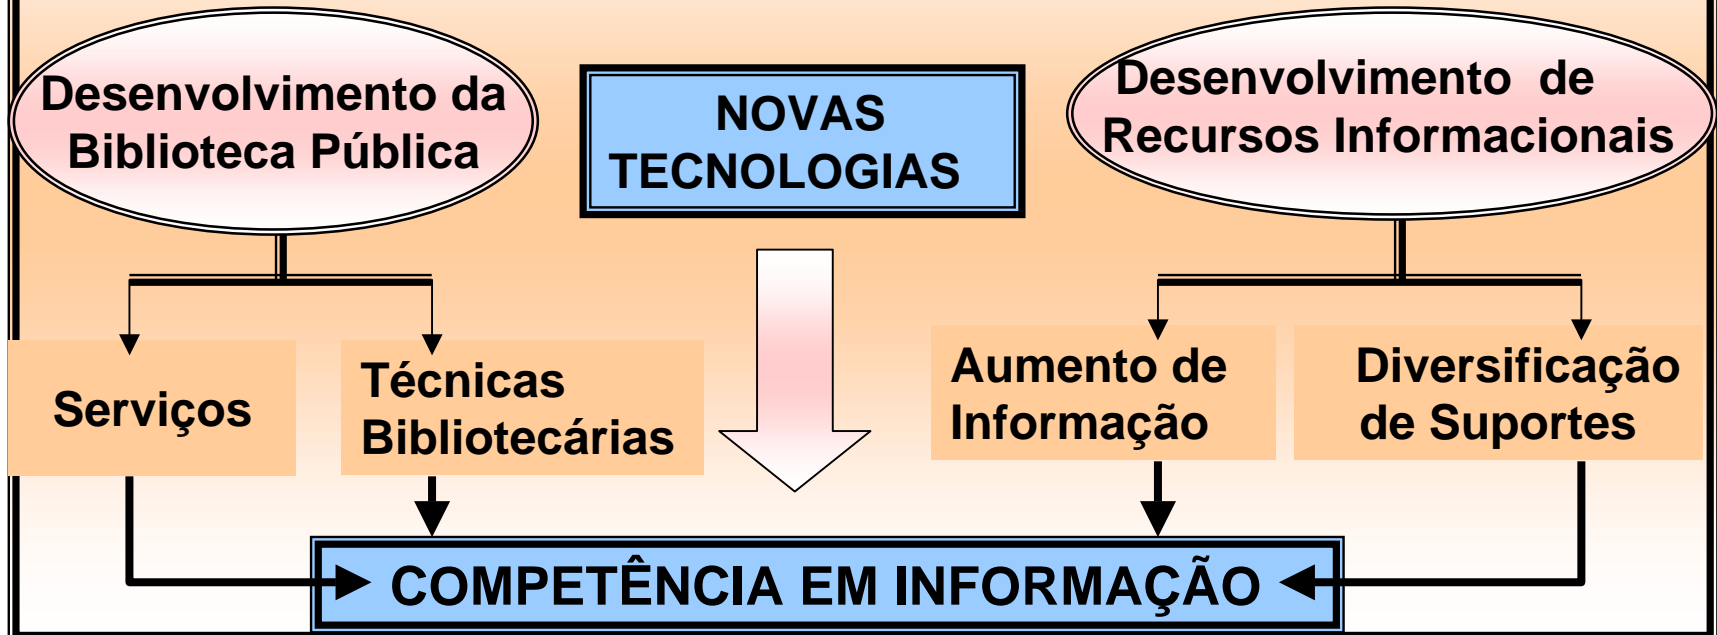 Desenvolvimento da
Biblioteca Pública
NOVAS
TECNOLOGIAS
Desenvolvimento de
Recursos Informacionais
Serviços
Técnicas
Bibliotecárias
Aumento de
Informação
Diversificação
de Suportes
COMPETÊNCIA EM INFORMAÇÃO